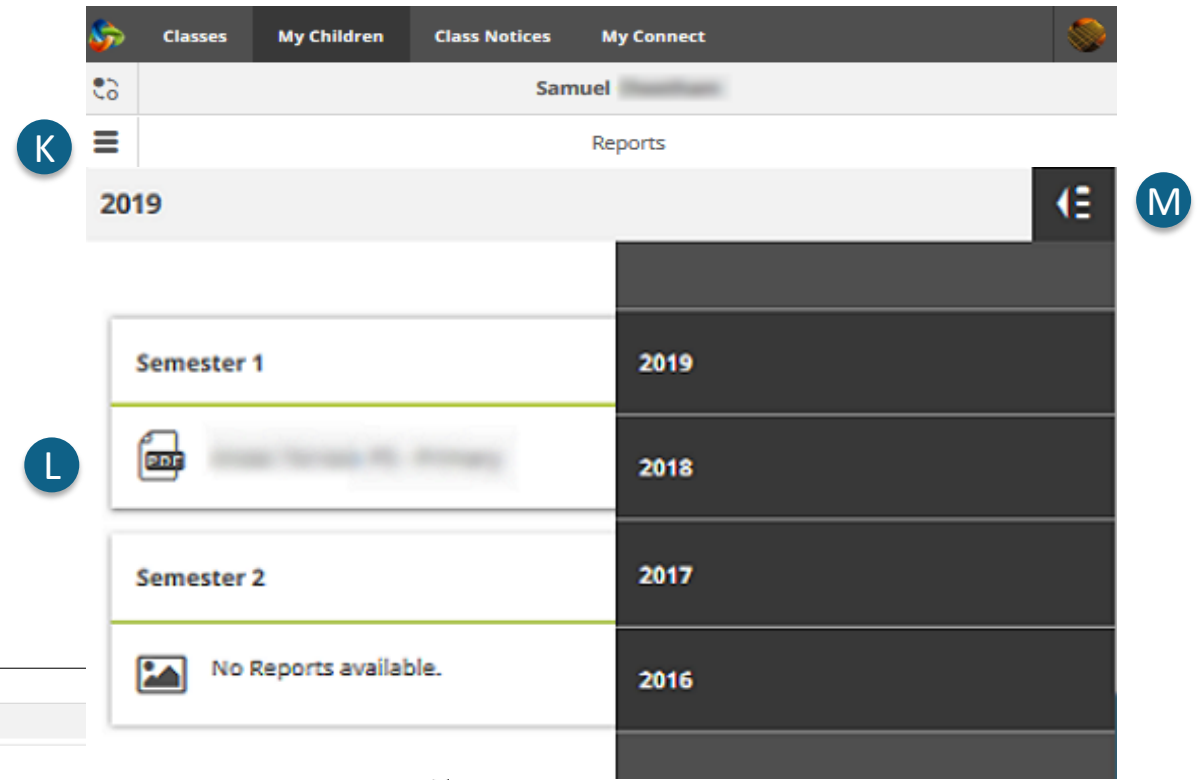 Classes My Children Class Notices My Connect
Samuel
K
Reports
2019
M
Semester 1
2019
L
PDF
2018
Semester 2
2017
No Reports available.
2016